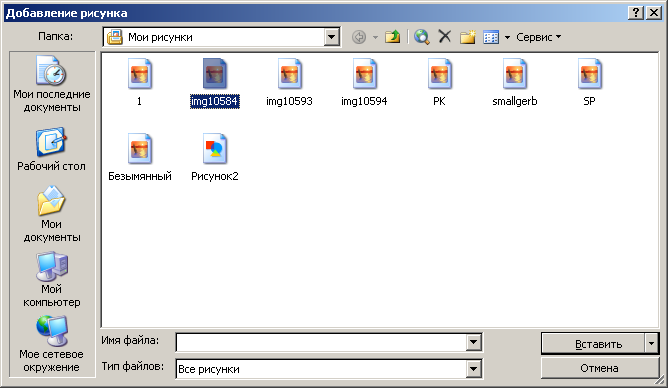 Добавление рисунка
Папка: Мои рисунки Сервис
Мои последние
документы
Рабочий стол
Мои
документы
Мой
компьютер
Мое сетевое
окружение
1 img10584 img10593 img10594 PK smallgerb SP
Безымянный Рисунок2
Имя файла: Вставить
Тип файлов: Все рисунки Отмена